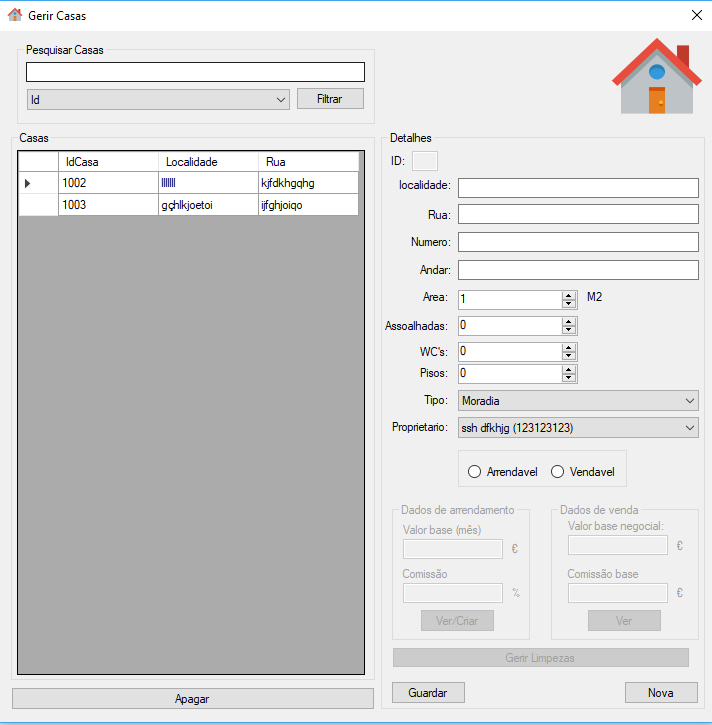 Gerir Casas
Pesquisar Casas
Id
Filtrar
Casas
IdCasa Localidade Rua
1002 lllllll kjfdkhgqhg
1003 gçhlkjoetoi ijfghjoiqo
Apagar
Detalhes
ID:
localidade:
Rua:
Numero:
Andar:
Area: 1 M2
Assoalhadas: 0
WC's: 0
Pisos: 0
Tipo: Moradia
Proprietario: ssh dfkhjg (123123123)
Arrendavel Vendavel
Dados de arrendamento
Valor base (mês)
€
Comissão
%
Ver/Criar
Dados de venda
Valor base negocial:
€
Comissão base
€
Ver
Gerir Limpezas
Guardar Nova